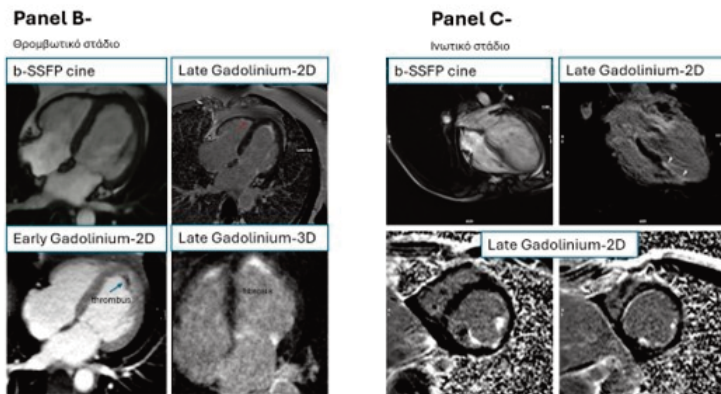 Panel B-
Θρομβωτικό στάδιο
b-SSFP cine
Late Gadolinium-2D
Early Gadolinium-2D
Late Gadolinium-3D
thrombus
fibrosis
Panel C-
Ινωτικό στάδιο
b-SSFP cine
Late Gadolinium-2D
Late Gadolinium-2D